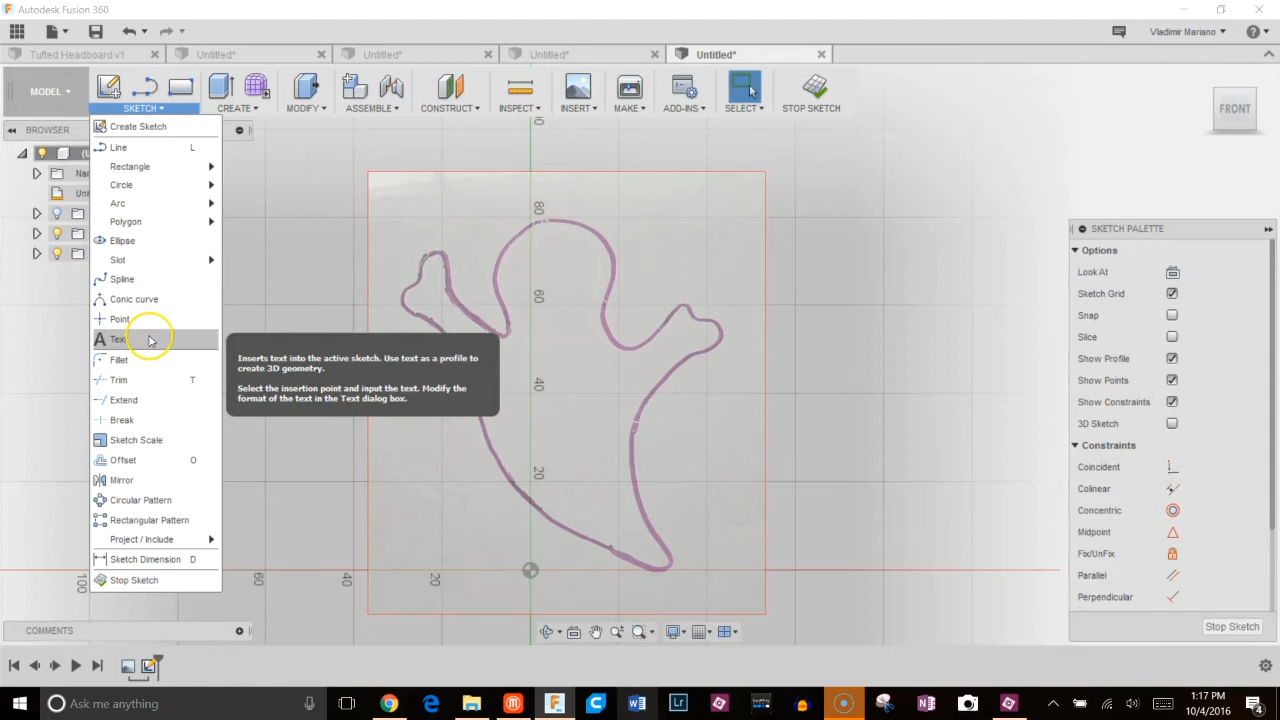 Autodesk Fusion 360
Vladimir Mariano
Tufted Headboard v1
Untitled*
Untitled*
Untitled*
Untitled*
MODEL
SKETCH
CREATE
MODIFY
ASSEMBLE
CONSTRUCT
INSPECT
INSERT
MAKE
ADD-INS
SELECT
STOP SKETCH
FRONT
BROWSER
Create Sketch
Line L
Rectangle
Circle
Arc
Polygon
Ellipse
Slot
Spline
Conic curve
Point
Text
Fillet
Trim T
Extend
Break
Sketch Scale
Offset O
Mirror
Circular Pattern
Rectangular Pattern
Project / Include
Sketch Dimension D
Stop Sketch
Inserts text into the active sketch. Use text as a profile to
create 3D geometry.
Select the insertion point and input the text. Modify the
format of the text in the Text dialog box.
80
60
40
20
100
60
40
20
SKETCH PALETTE
Options
Look At
Sketch Grid
Snap
Slice
Show Profile
Show Points
Show Constraints
3D Sketch
Constraints
Coincident
Colinear
Concentric
Midpoint
Fix/UnFix
Parallel
Perpendicular
Stop Sketch
COMMENTS
Ask me anything
1:17 PM
10/4/2016